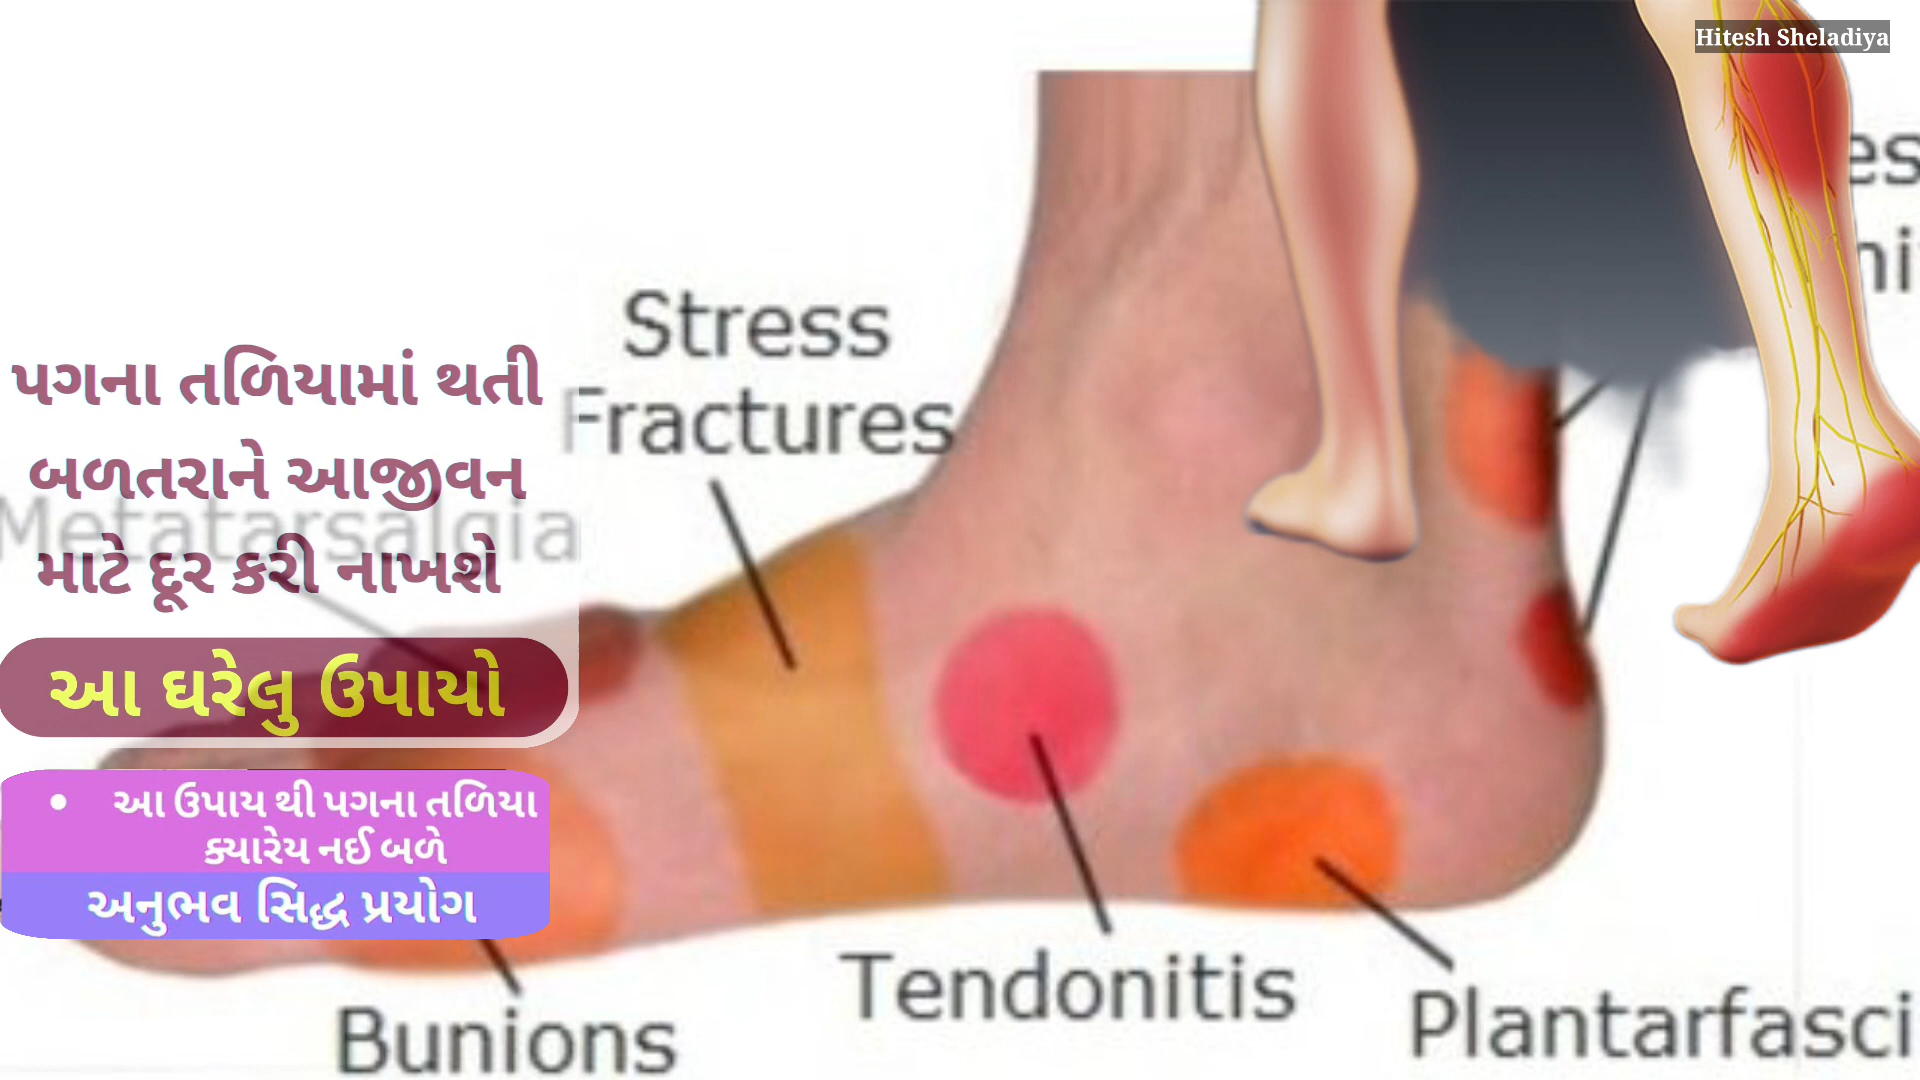 Hitesh Sheladiya
Stress
Fractures
પગના તળિયામાં થતી
બળતરાને આજીવન
Metatarsalgia
માટે દૂર કરી નાખશે
આ ઘરેલુ ઉપાયો
• આ ઉપાય થી પગના તળિયા
ક્યારેય નઈ બળે
અનુભવ સિદ્ધ પ્રયોગ
Tendonitis
Plantarfasci
Bunions